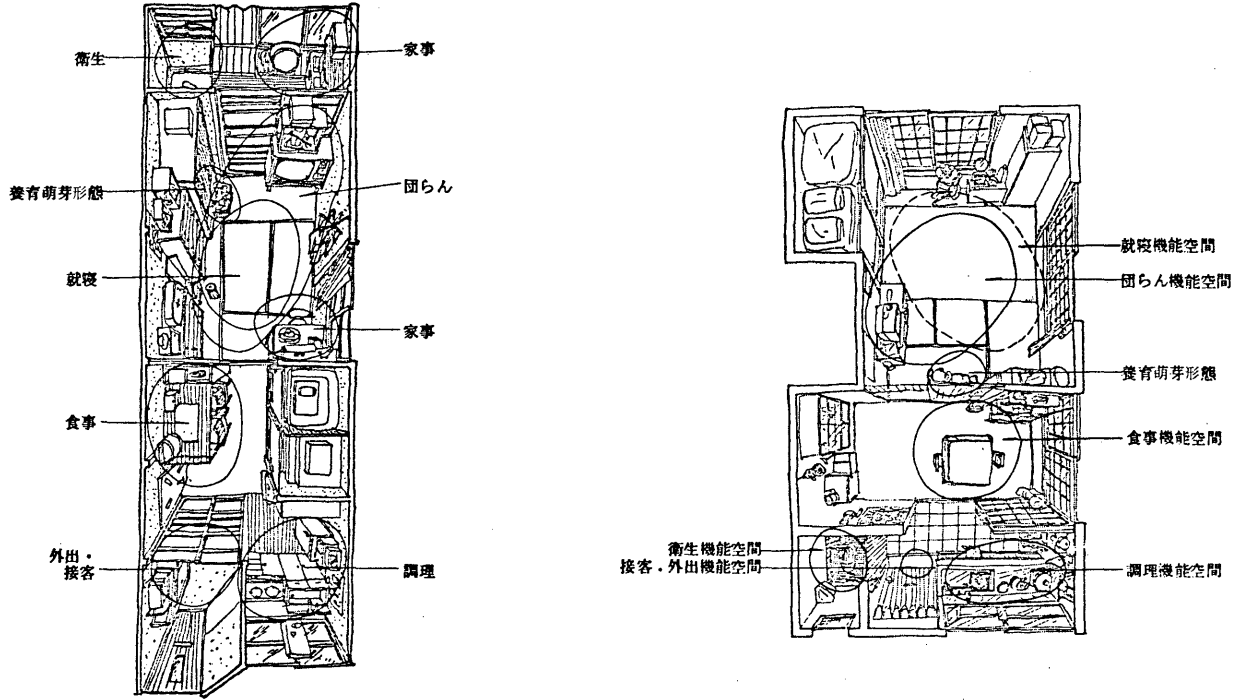 衛生
家事
養育萌芽形態
団らん
就寝
家事
食事
外出・
接客
調理
就寝機能空間
団らん機能空間
養育萌芽形態
食事機能空間
衛生機能空間
接客・外出機能空間
調理機能空間